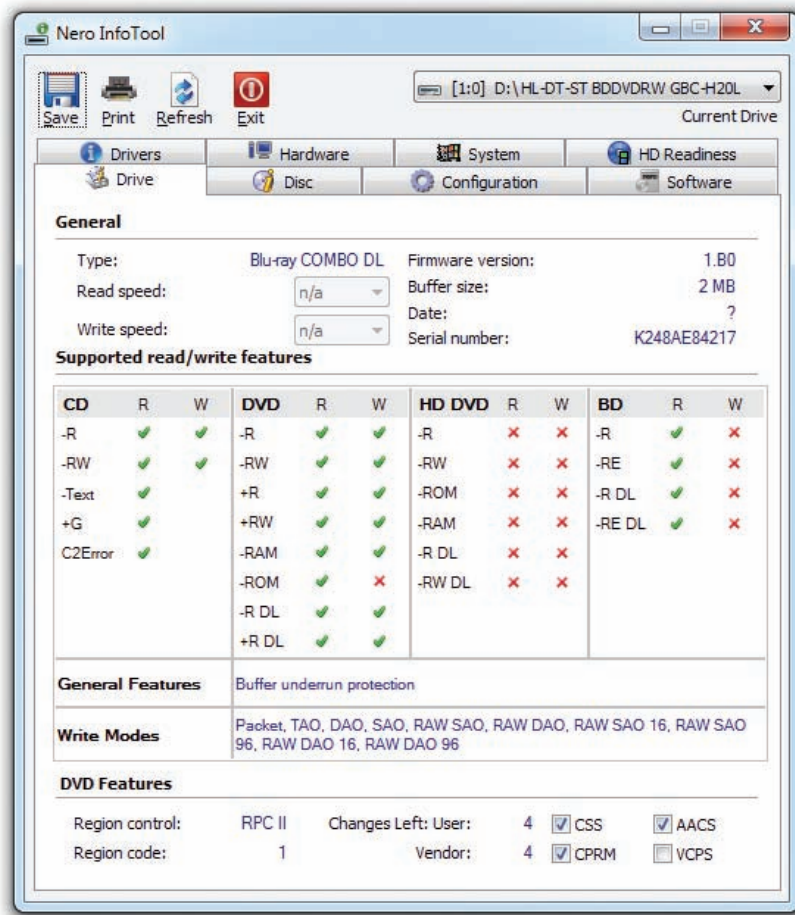 Nero InfoTool
[1:0] D:\HL-DT-ST BDDVDRW GBC-H20L
Save Print Refresh Exit
Current Drive
Drivers Hardware System HD Readiness
Drive Disc Configuration Software
General
Type: Blu-ray COMBO DL Firmware version: 1.B0
Read speed: n/a Buffer size: 2 MB
Date: ?
Write speed: n/a Serial number: K248AE84217
Supported read/write features
CD R W DVD R W HD DVD R W BD R W
-R -R -R -R
-RW -RW -RW -RE
-Text +R -ROM -R DL
+G +RW -RAM -RE DL
C2Error -RAM -R DL
-ROM -RW DL
-R DL
+R DL
General Features Buffer underrun protection
Write Modes Packet, TAO, DAO, SAO, RAW SAO, RAW DAO, RAW SAO 16, RAW SAO
96, RAW DAO 16, RAW DAO 96
DVD Features
Region control: RPC II Changes Left: User: 4 CSS AACS
Region code: 1 Vendor: 4 CPRM VCPS